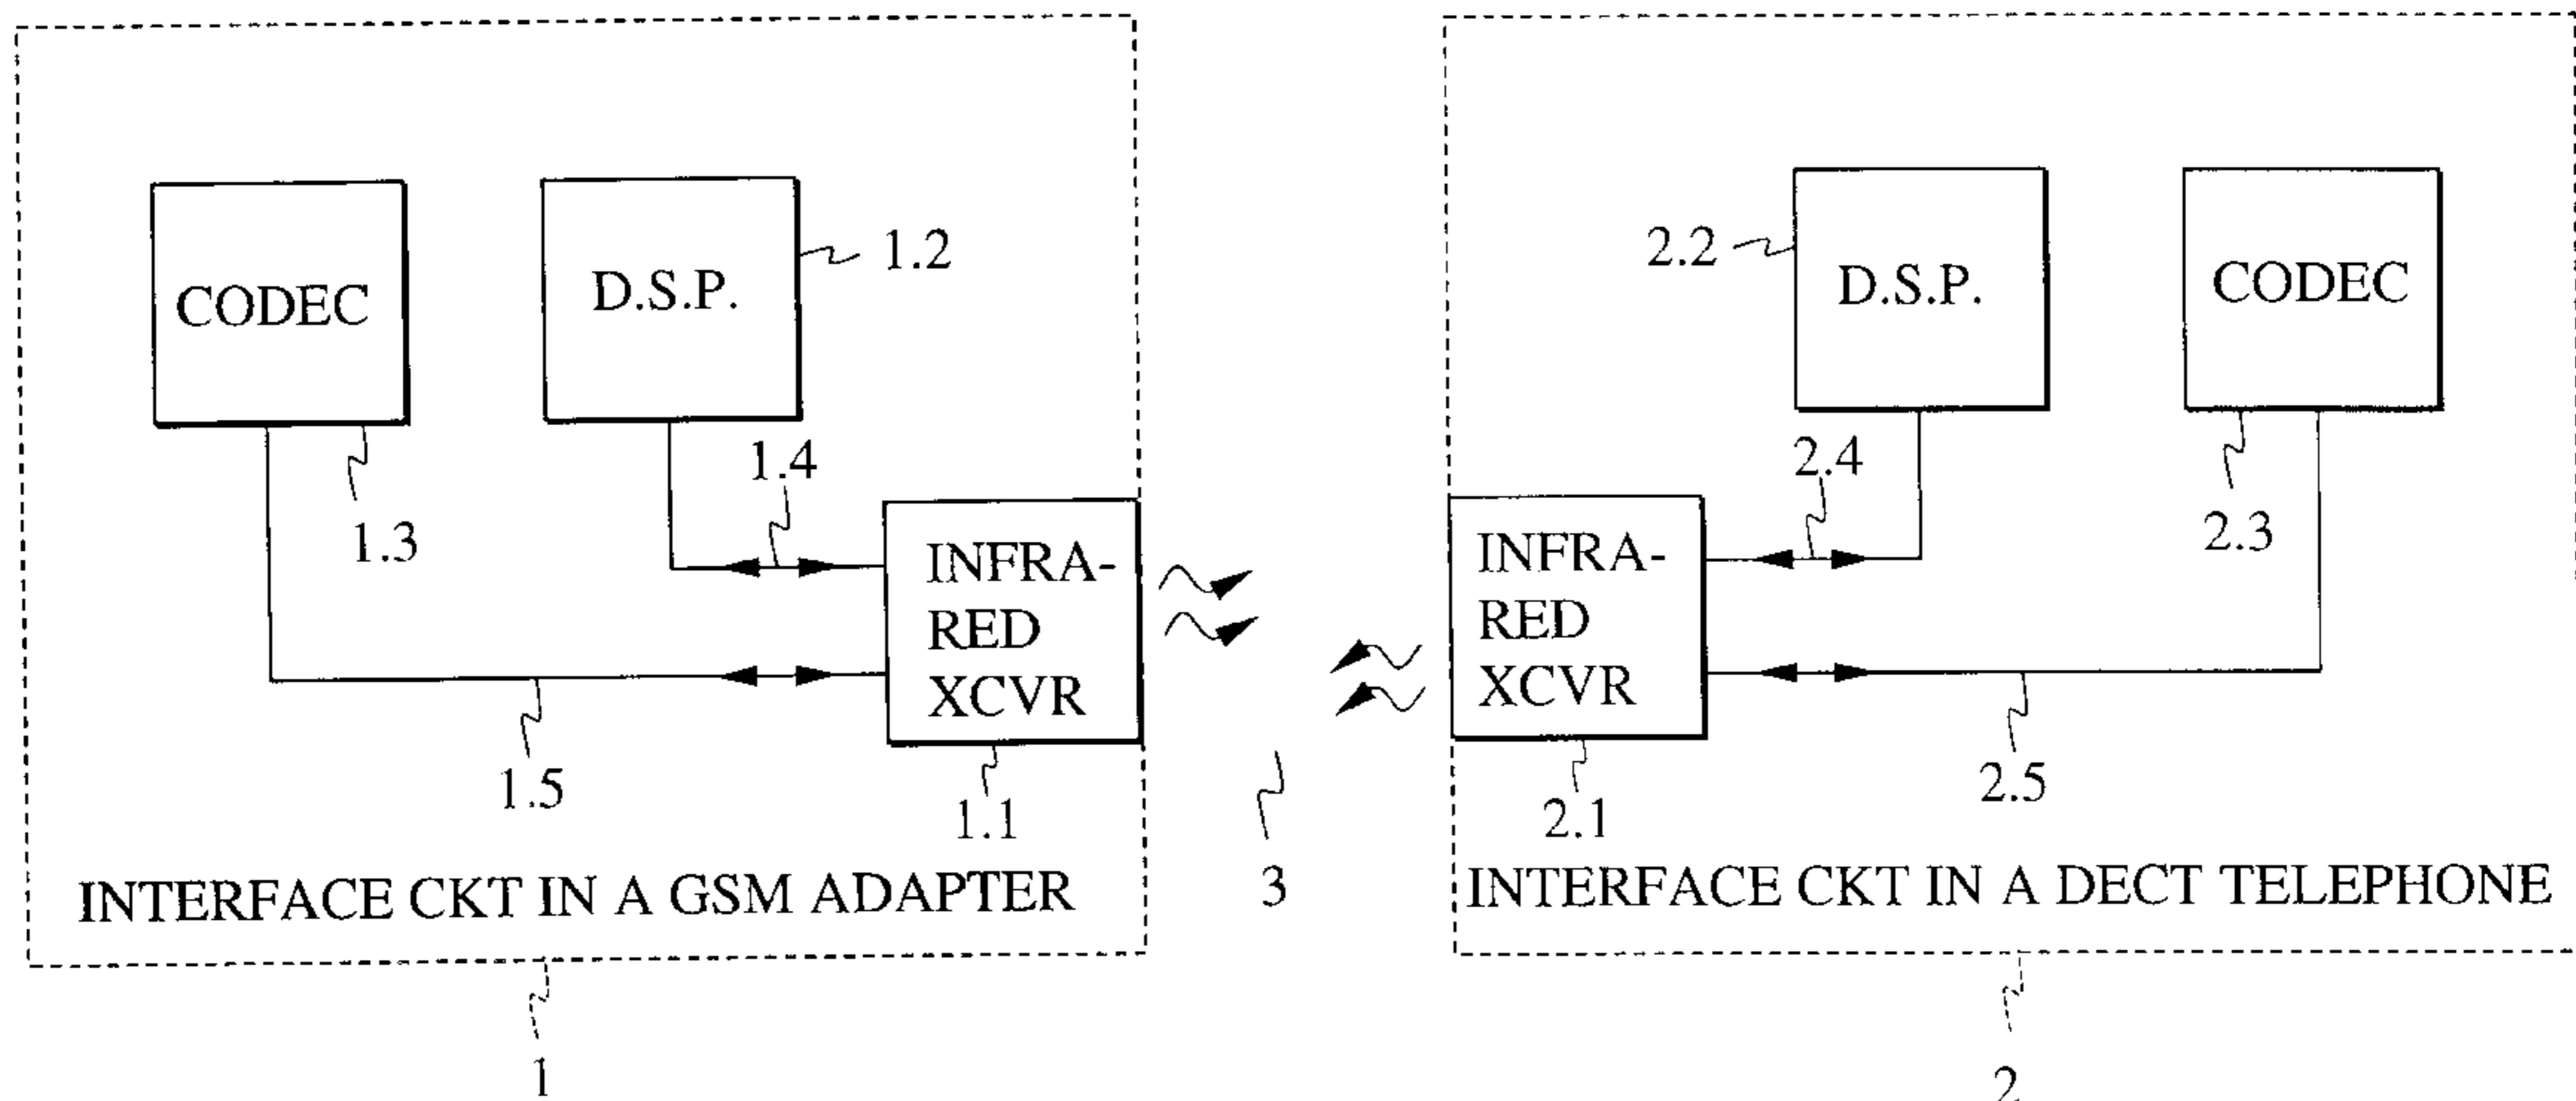 CODEC
D.S.P.
1.2
1.3
1.4
INFRA-
RED
XCVR
1.5
1.1
INTERFACE CKT IN A GSM ADAPTER
1
3
2.2
D.S.P.
CODEC
2.4
2.3
INFRA-
RED
XCVR
2.5
2.1
INTERFACE CKT IN A DECT TELEPHONE
2